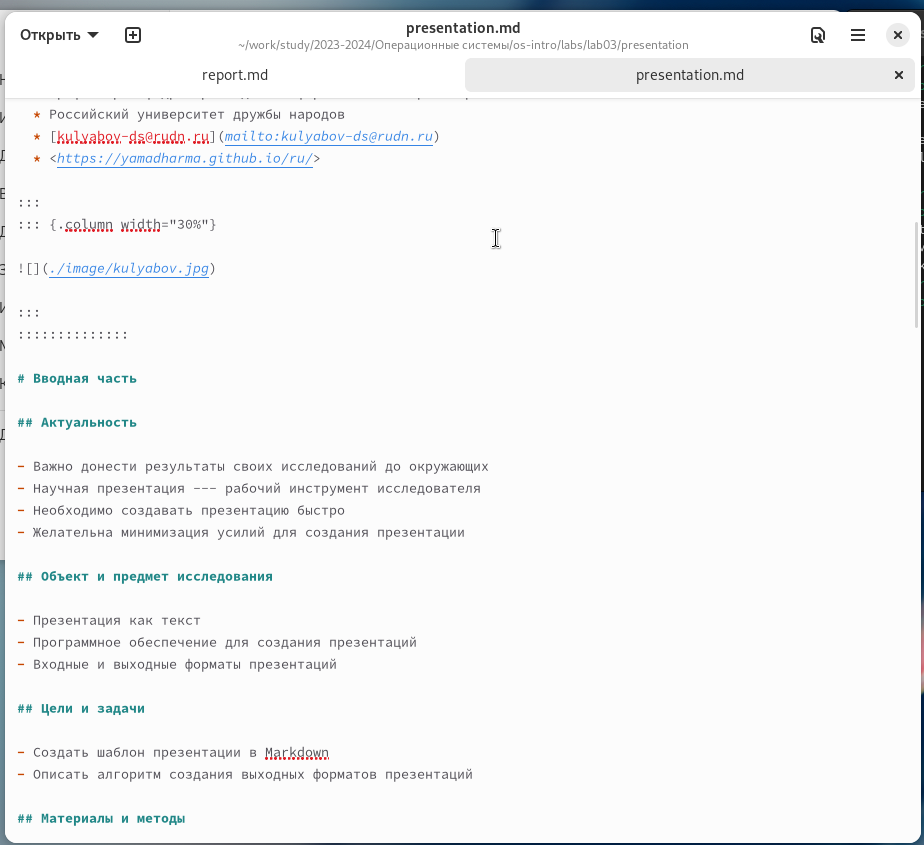 Открыть
presentation.md
~/work/study/2023-2024/Операционные системы/os-intro/labs/lab03/presentation
report.md
presentation.md
* Российский университет дружбы народов
* [kulyabov-ds@rudn.ru](mailto:kulyabov-ds@rudn.ru)
* <https://yamadharma.github.io/ru/>
:::
::: {.column width="30%"}
![](./image/kulyabov.jpg)
:::
::::::::::::::
# Вводная часть
## Актуальность
- Важно донести результаты своих исследований до окружающих
- Научная презентация --- рабочий инструмент исследователя
- Необходимо создавать презентацию быстро
- Желательна минимизация усилий для создания презентации
## Объект и предмет исследования
- Презентация как текст
- Программное обеспечение для создания презентаций
- Входные и выходные форматы презентаций
## Цели и задачи
- Создать шаблон презентации в Markdown
- Описать алгоритм создания выходных форматов презентаций
## Материалы и методы